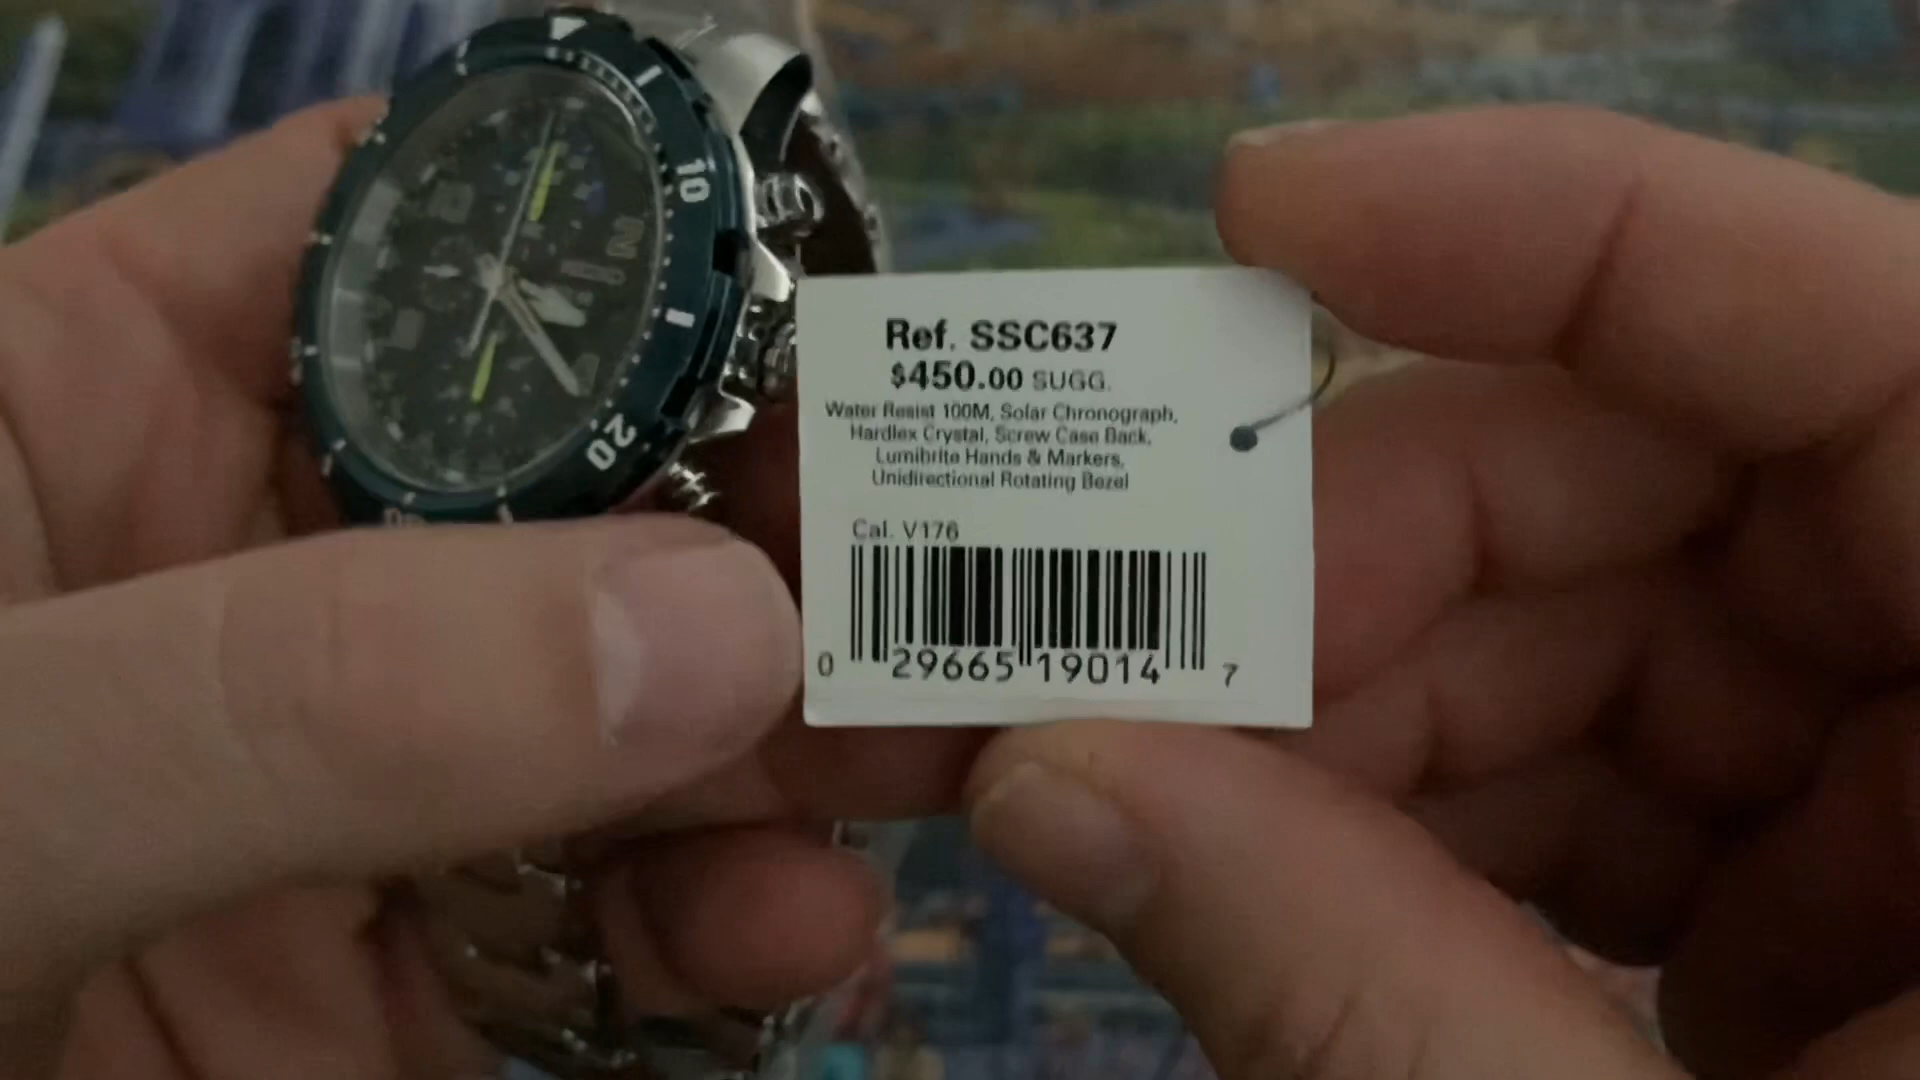 10
20
Ref. SSC637
$450.00 SUGG.
Water Resist 100M, Solar Chronograph,
Hardlex Crystal, Screw Case Back,
Lumibrite Hands & Markers,
Unidirectional Rotating Bezel
Cal. V176
0 29665 19014 7